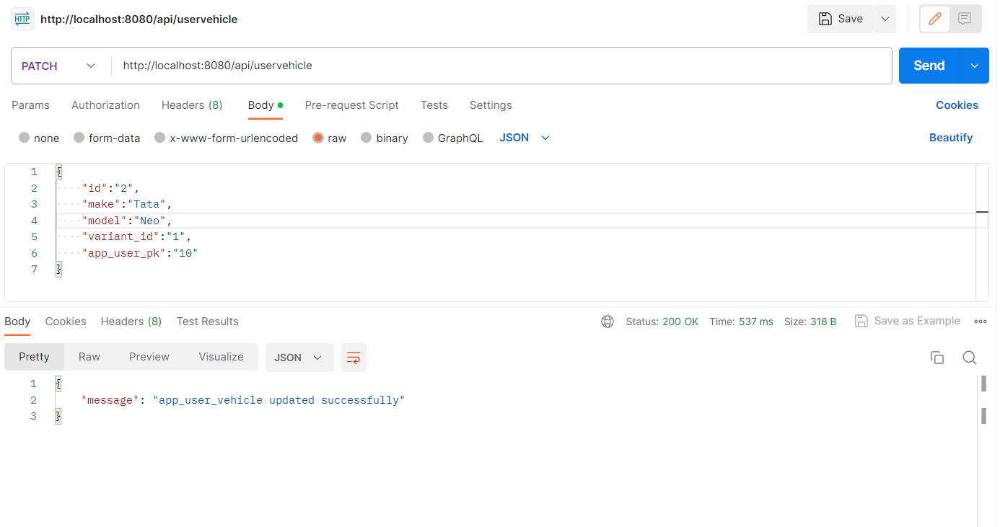 HTTP http://localhost:8080/api/uservehicle Save
PATCH http://localhost:8080/api/uservehicle Send
Params Authorization Headers (8) Body Pre-request Script Tests Settings Cookies
none form-data x-www-form-urlencoded raw binary GraphQL JSON Beautify
1 {
2 ····"id":"2",
3 ····"make":"Tata",
4 ····"model":"Neo",
5 ····"variant_id":"1",
6 ····"app_user_pk":"10"
7 }
Body Cookies Headers (8) Test Results Status: 200 OK Time: 537 ms Size: 318 B Save as Example
Pretty Raw Preview Visualize JSON
1 {
2 "message": "app_user_vehicle updated successfully"
3 }